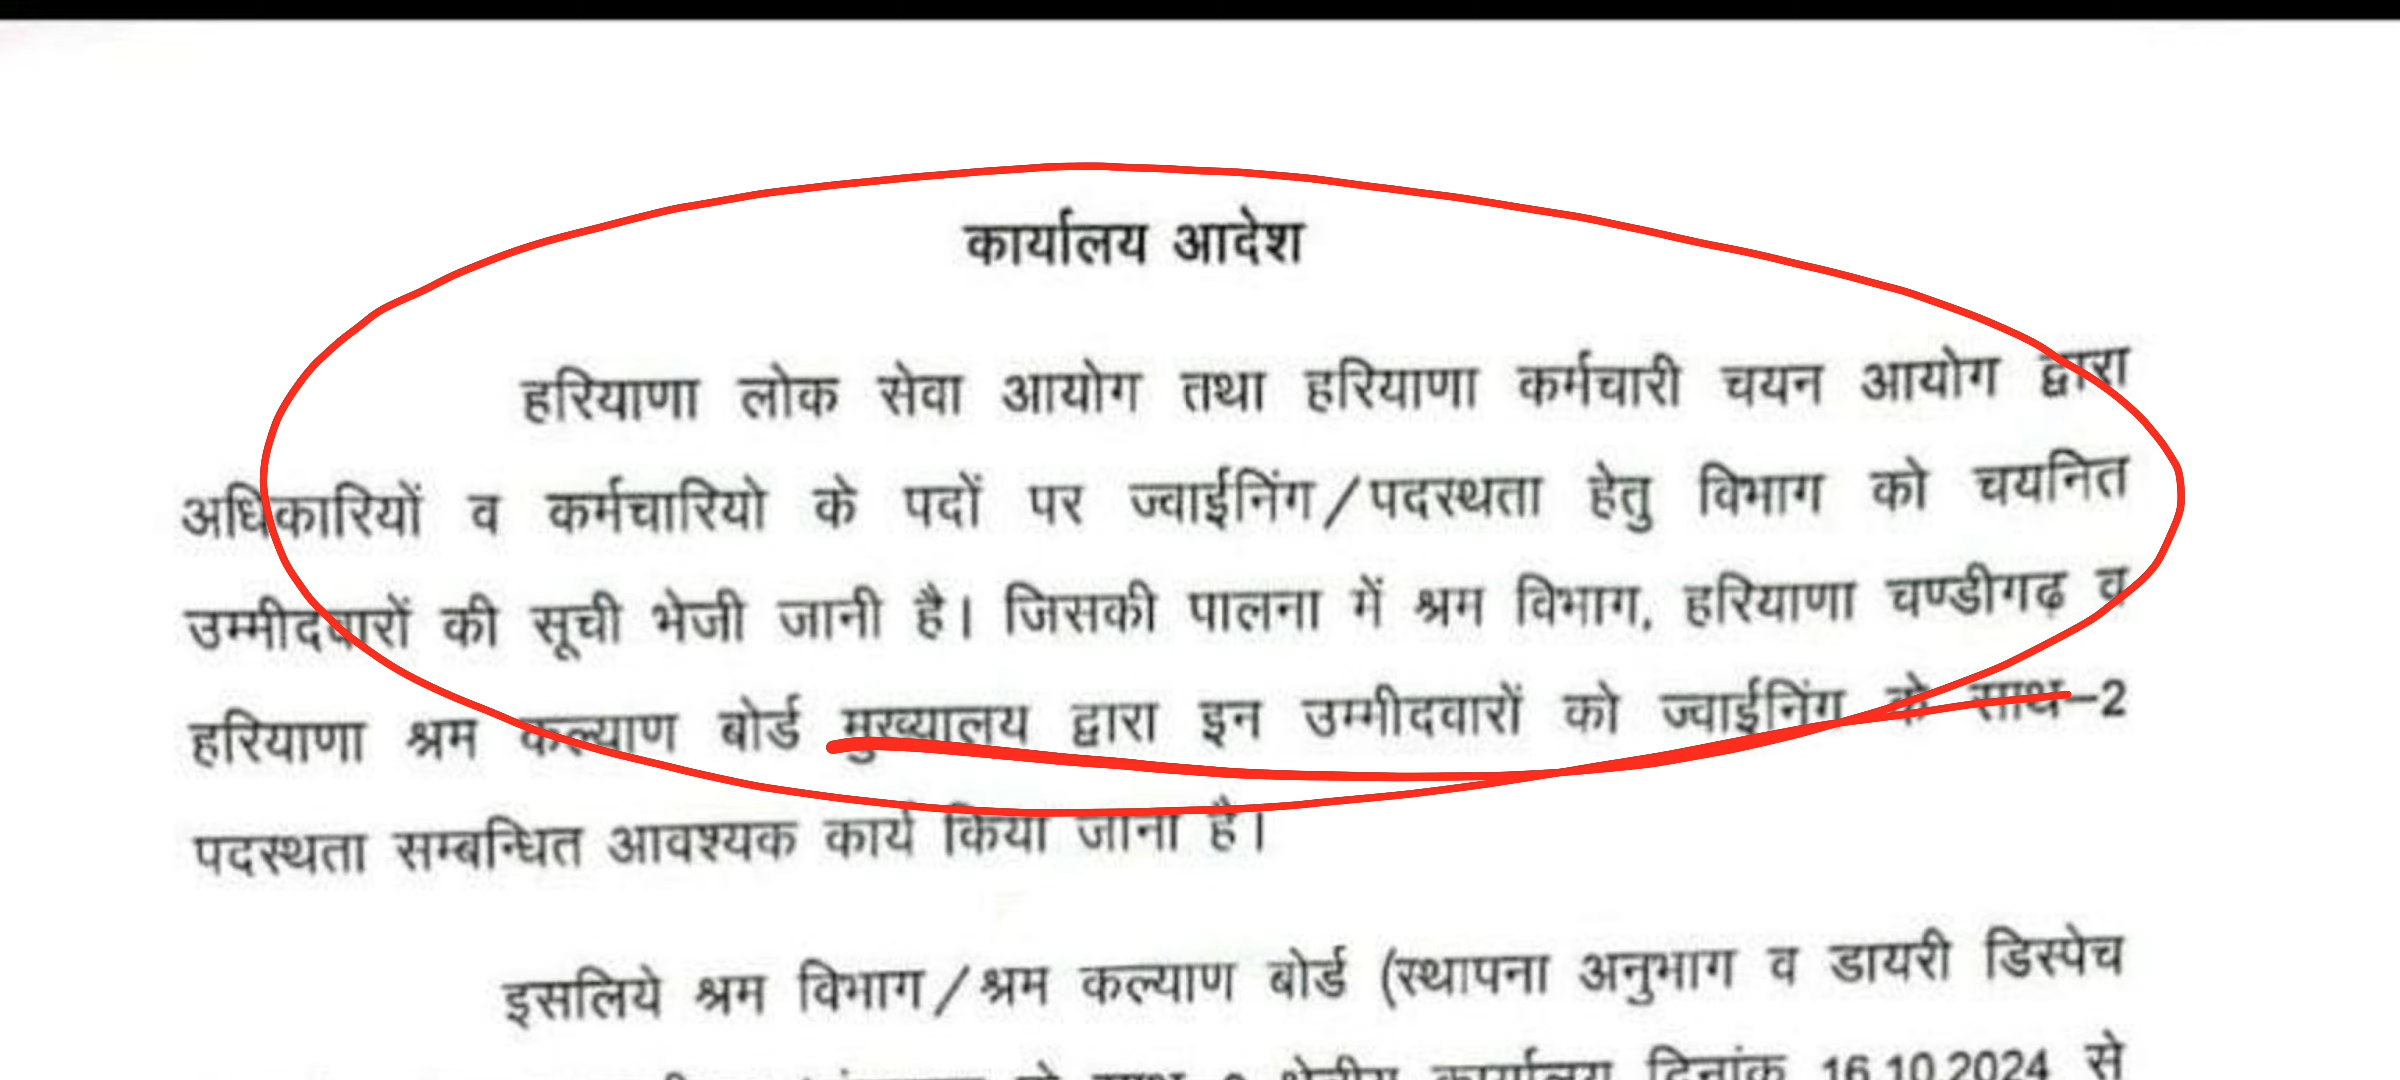 कार्यालय आदेश
हरियाणा लोक सेवा आयोग तथा हरियाणा कर्मचारी चयन आयोग द्वारा
अधिकारियों व कर्मचारियो के पदों पर ज्वाईनिंग/पदस्थता हेतु विभाग को चयनित
उम्मीदवारों की सूची भेजी जानी है। जिसकी पालना में श्रम विभाग, हरियाणा चण्डीगढ़ व
हरियाणा श्रम कल्याण बोर्ड मुख्यालय द्वारा इन उम्मीदवारों को ज्वाईनिंग के साथ-2
पदस्थता सम्बन्धित आवश्यक कार्य किया जाना है।
इसलिये श्रम विभाग/श्रम कल्याण बोर्ड (स्थापना अनुभाग व डायरी डिस्पेच
क्षेत्रीय कार्यालय दिनांक 16.10.2024 से